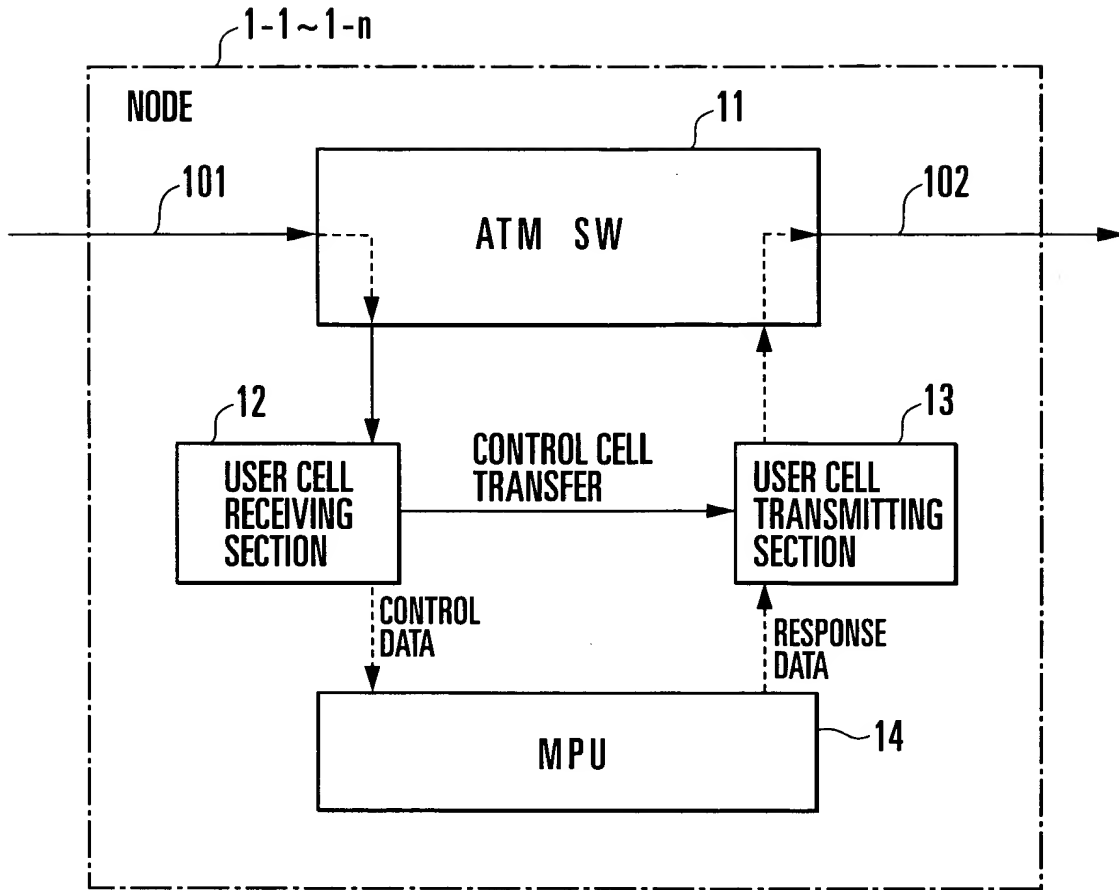 1-1~1-n
NODE
11
101
102
ATM SW
12
13
USER CELL
RECEIVING
SECTION
CONTROL CELL
TRANSFER
USER CELL
TRANSMITTING
SECTION
CONTROL
DATA
RESPONSE
DATA
MPU
14